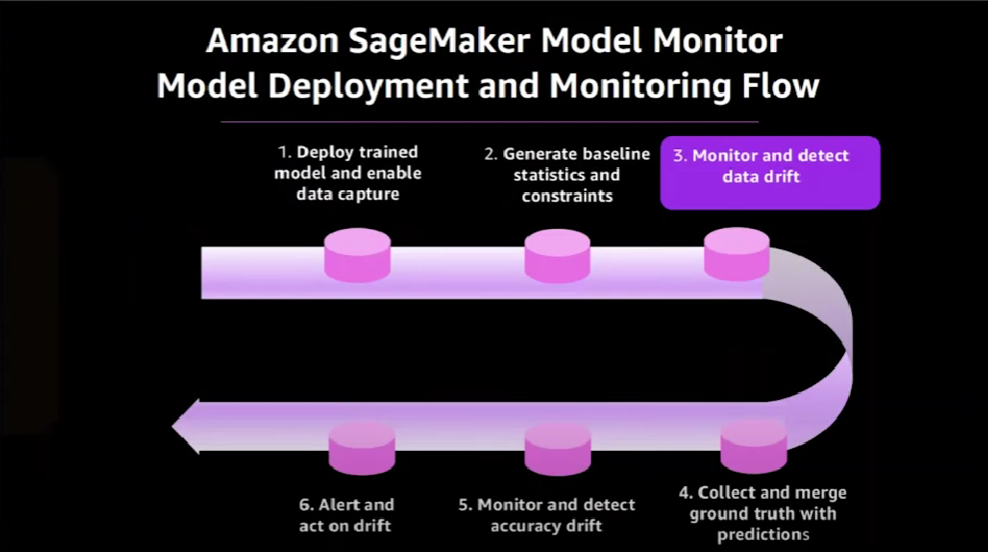 Amazon SageMaker Model Monitor
Model Deployment and Monitoring Flow
1. Deploy trained
model and enable
data capture
2. Generate baseline
statistics and
constraints
3. Monitor and detect
data drift
4. Collect and merge
ground truth with
predictions
5. Monitor and detect
accuracy drift
6. Alert and
act on drift